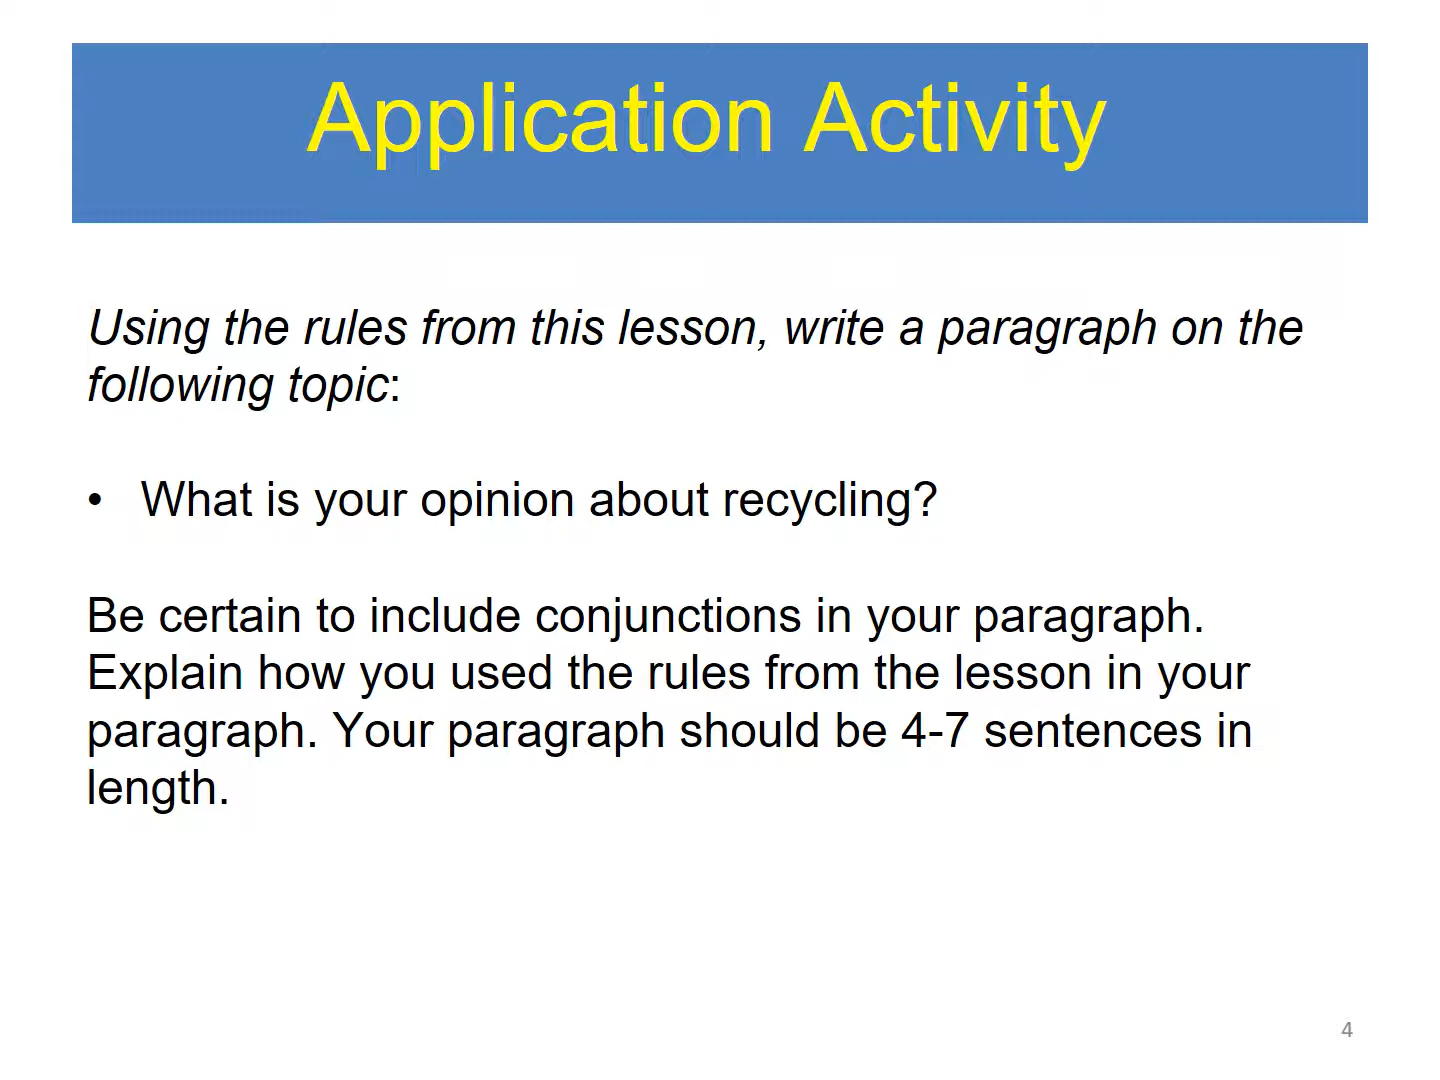 Application Activity
Using the rules from this lesson, write a paragraph on the
following topic:
• What is your opinion about recycling?
Be certain to include conjunctions in your paragraph.
Explain how you used the rules from the lesson in your
paragraph. Your paragraph should be 4-7 sentences in
length.
4